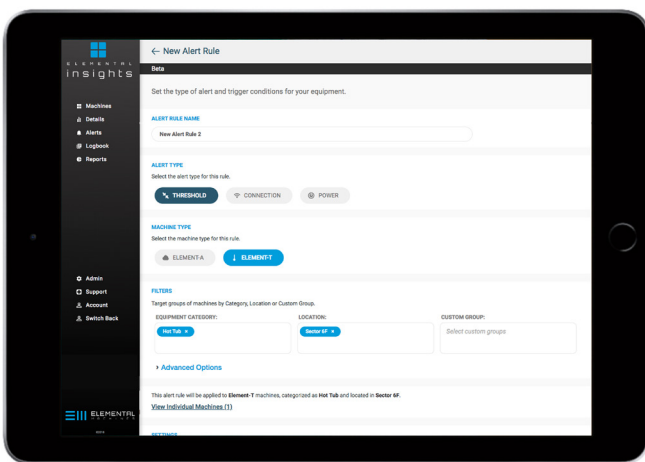 ELEMENTAL
insights
Machines
Details
Alerts
Logbook
Reports
Admin
Support
Account
Switch Back
ELEMENTAL
← New Alert Rule
Beta
Set the type of alert and trigger conditions for your equipment.
ALERT RULE NAME
New Alert Rule 2
ALERT TYPE
Select the alert type for this rule.
THRESHOLD CONNECTION POWER
MACHINE TYPE
Select the machine type for this rule.
ELEMENT-A ELEMENT-T
FILTERS
Target groups of machines by Category, Location or Custom Group.
EQUIPMENT CATEGORY: LOCATION: CUSTOM GROUP:
Hot Tub × Sector 6F × Select custom groups
› Advanced Options
This alert rule will be applied to Element-T machines, categorized as Hot Tub and located in Sector 6F.
View Individual Machines (1)
SETTINGS